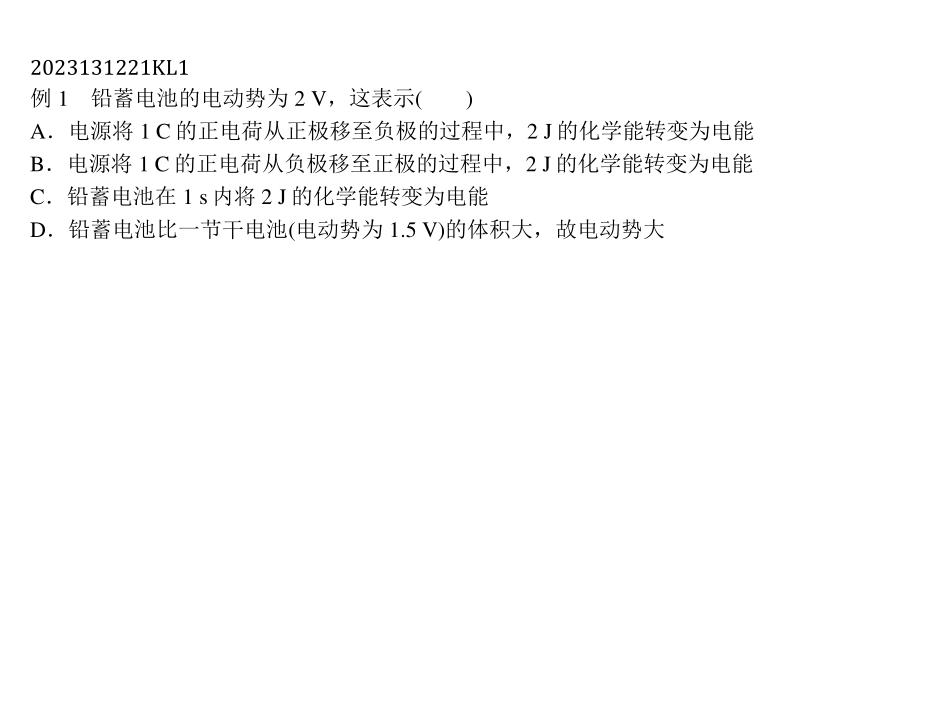 2023131221KL1
例 1　铅蓄电池的电动势为 2 V，这表示(　　)
A．电源将 1 C 的正电荷从正极移至负极的过程中，2 J 的化学能转变为电能
B．电源将 1 C 的正电荷从负极移至正极的过程中，2 J 的化学能转变为电能
C．铅蓄电池在 1 s 内将 2 J 的化学能转变为电能
D．铅蓄电池比一节干电池(电动势为 1.5 V)的体积大，故电动势大